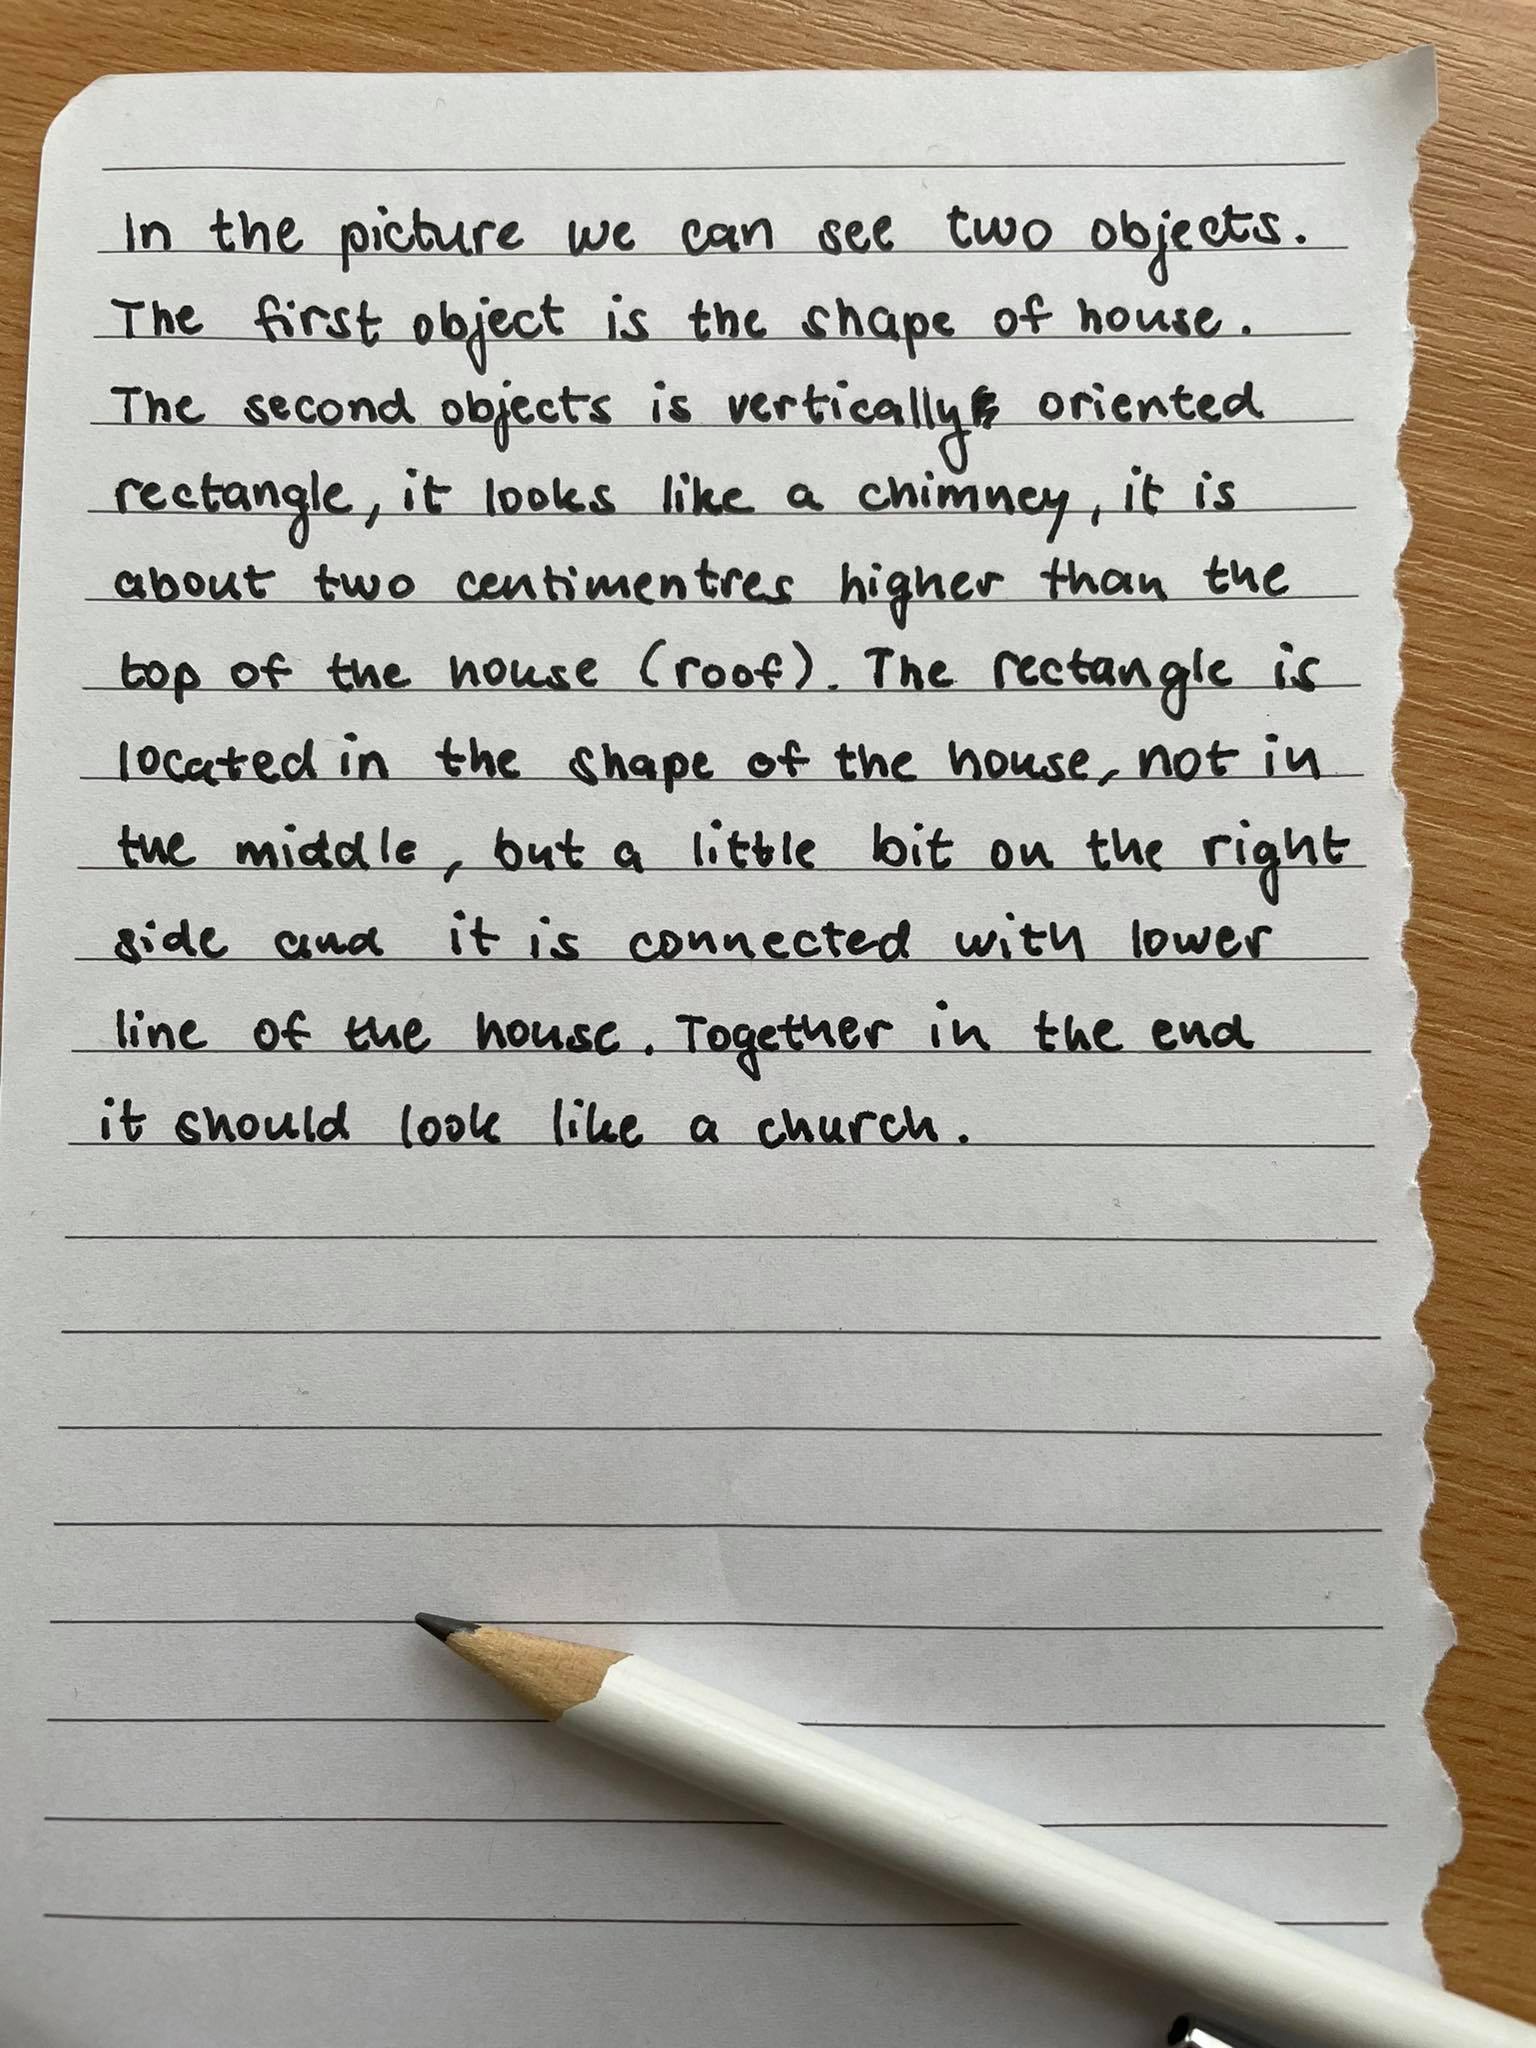 In the picture we can see two objects.
The first object is the shape of house.
The second objects is vertically oriented
rectangle, it looks like a chimney, it is
about two centimentres higher than the
top of the house (roof). The rectangle is
located in the shape of the house, not in
the middle, but a little bit on the right
side and it is connected with lower
line of the house. Together in the end
it should look like a church.